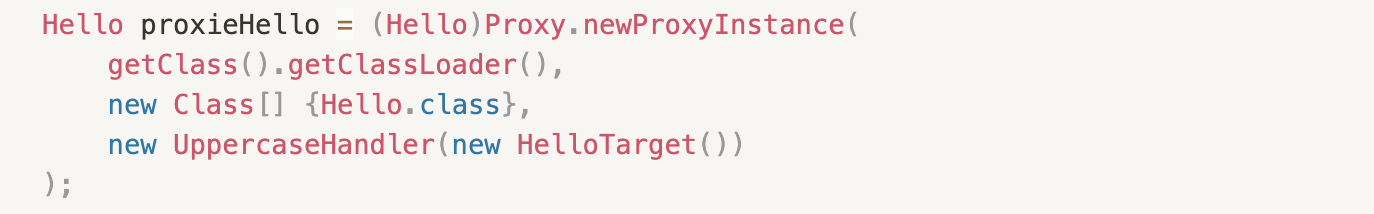 Hello proxieHello = (Hello)Proxy.newProxyInstance(
    getClass().getClassLoader(),
    new Class[] {Hello.class},
    new UppercaseHandler(new HelloTarget())
);